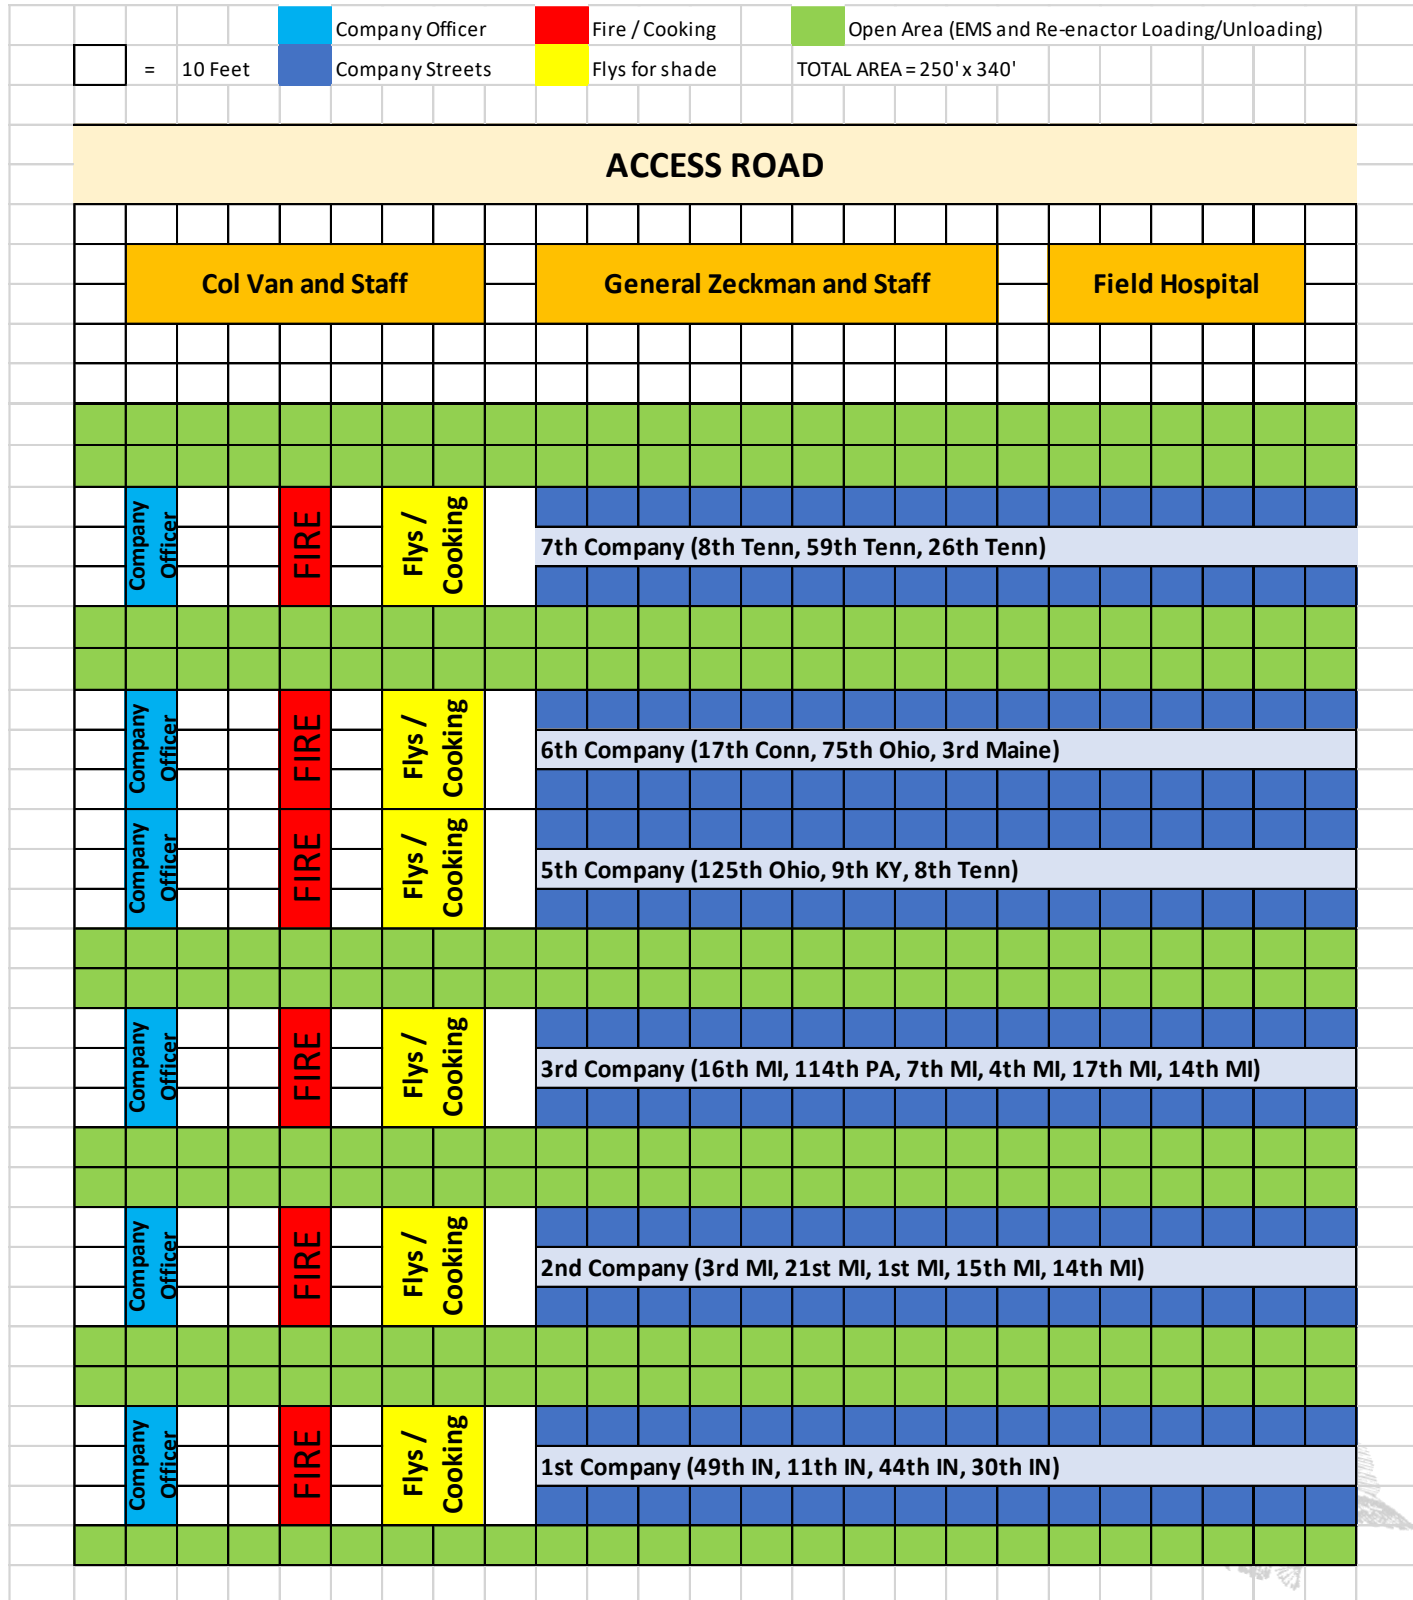 Company Officer
Fire / Cooking
Open Area (EMS and Re-enactor Loading/Unloading)
= 10 Feet
Company Streets
Flys for shade
TOTAL AREA = 250' x 340'
ACCESS ROAD
Col Van and Staff
General Zeckman and Staff
Field Hospital
Company
Officer
FIRE
Flys /
Cooking
7th Company (8th Tenn, 59th Tenn, 26th Tenn)
Company
Officer
FIRE
Flys /
Cooking
6th Company (17th Conn, 75th Ohio, 3rd Maine)
Company
Officer
FIRE
Flys /
Cooking
5th Company (125th Ohio, 9th KY, 8th Tenn)
Company
Officer
FIRE
Flys /
Cooking
3rd Company (16th MI, 114th PA, 7th MI, 4th MI, 17th MI, 14th MI)
Company
Officer
FIRE
Flys /
Cooking
2nd Company (3rd MI, 21st MI, 1st MI, 15th MI, 14th MI)
Company
Officer
FIRE
Flys /
Cooking
1st Company (49th IN, 11th IN, 44th IN, 30th IN)